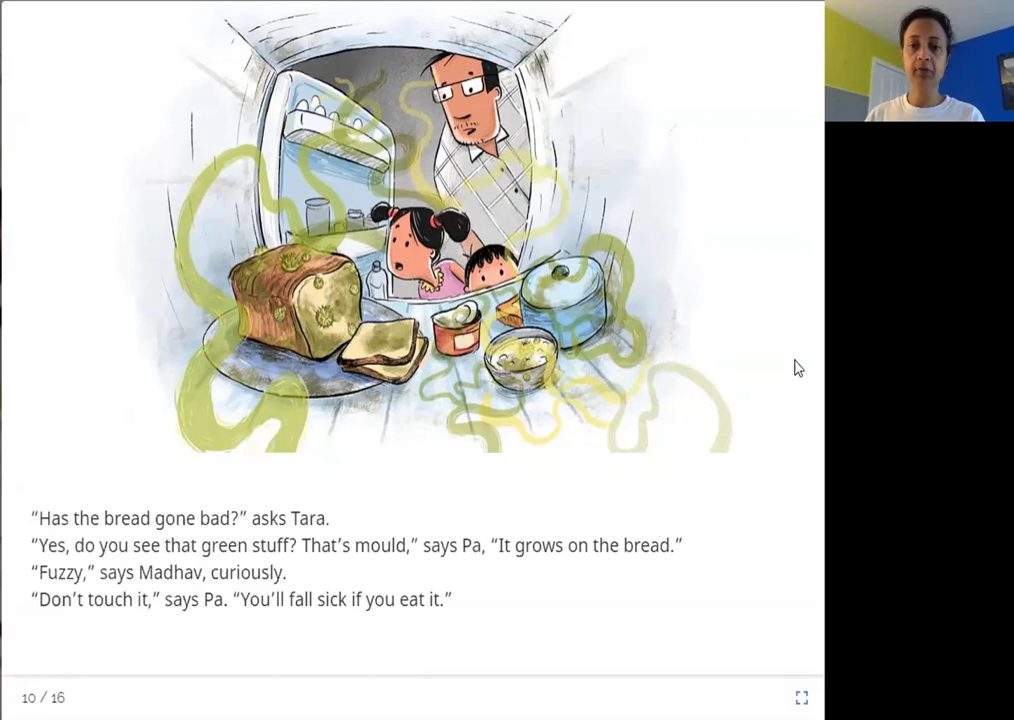 “Has the bread gone bad?” asks Tara.
“Yes, do you see that green stuff? That’s mould,” says Pa, “It grows on the bread.”
“Fuzzy,” says Madhav, curiously.
“Don’t touch it,” says Pa. “You’ll fall sick if you eat it.”
10 / 16